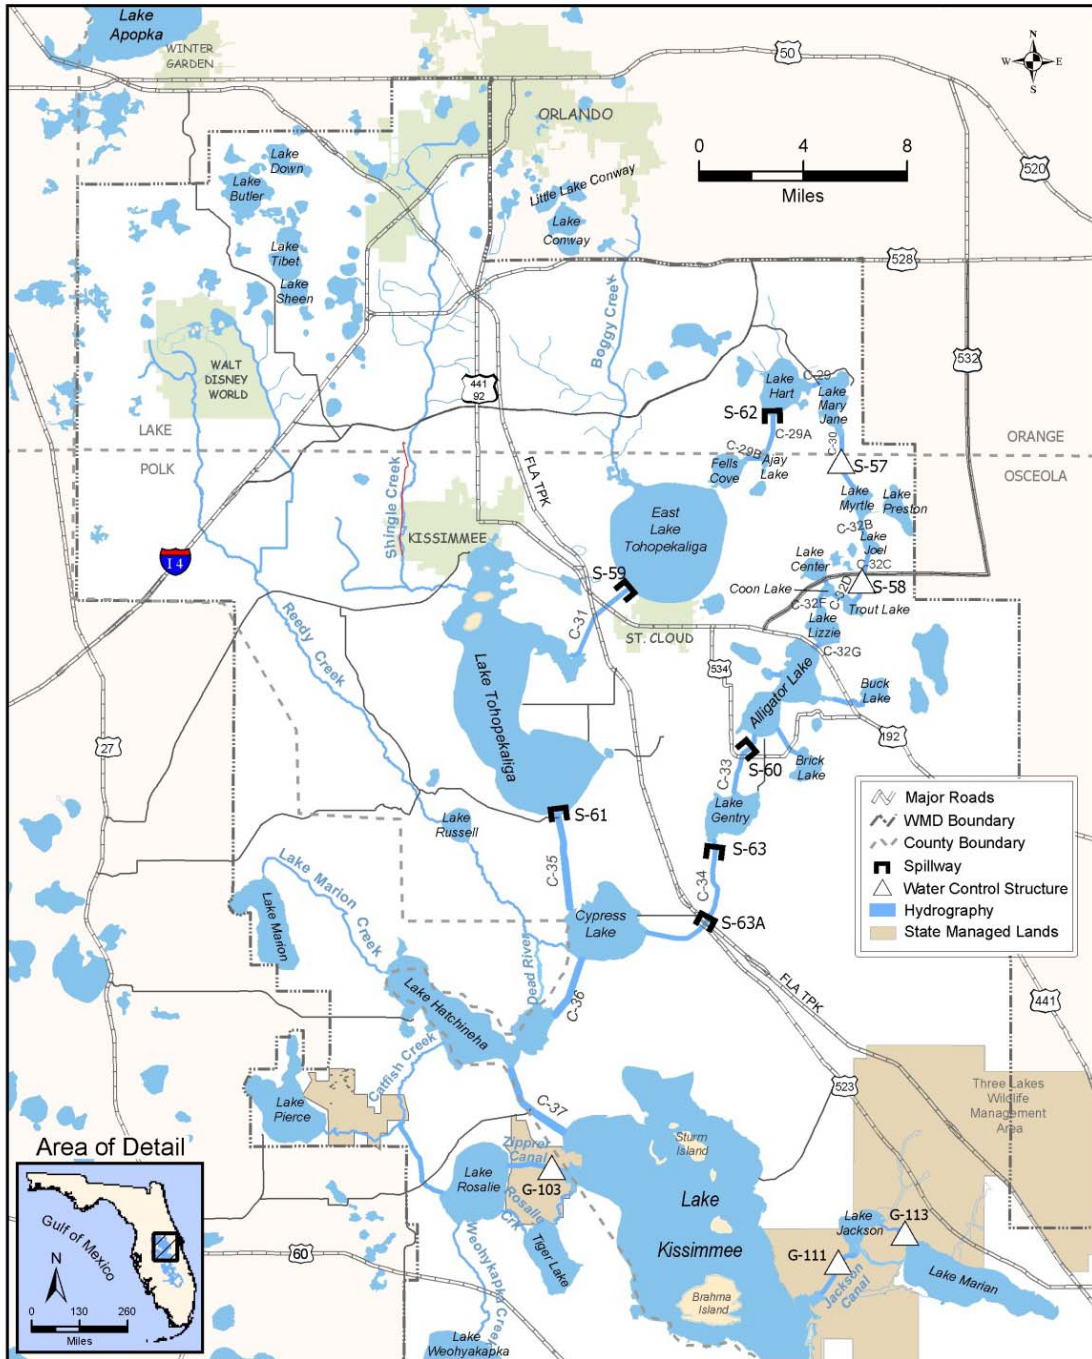 Lake
Apopka
WINTER
GARDEN
50
N
W
E
S
ORLANDO
0
4
8
Miles
520
Lake
Down
Lake
Butler
Little Lake Conway
Lake
Conway
Lake
Tibet
Lake
Sheen
528
Boggy Creek
WALT
DISNEY
WORLD
441
92
532
Lake
Hart
C-29
Lake
Mary
Jane
S-62
C-29A
C-30
LAKE
POLK
ORANGE
OSCEOLA
C-29B
Ajay
Lake
Fells
Cove
S-57
FLA TPK
Shingle Creek
KISSIMMEE
East
Lake
Tohopekaliga
Lake
Myrtle
Lake
Preston
C-32B
Lake
Joel
C-32C
Lake
Center
I 4
S-59
Coon Lake
C-32D
S-58
C-32F
Trout Lake
Lake
Lizzie
C-31
ST. CLOUD
C-32G
Reedy Creek
534
Lake Tohopekaliga
Alligator Lake
Buck
Lake
192
27
S-60
Brick
Lake
C-33
Lake
Gentry
S-61
Lake
Russell
S-63
C-35
C-34
Lake Marion Creek
Lake Marion
Cypress
Lake
S-63A
Major Roads
WMD Boundary
County Boundary
Spillway
Water Control Structure
Hydrography
State Managed Lands
Dead River
C-36
FLA TPK
441
Lake Hatchineha
Catfish Creek
523
Three Lakes
Wildlife
Management
Area
Lake
Pierce
C-37
Zipprer
Canal
Sturm
Island
Lake
Rosalie
G-103
Rosalie
Crk
Lake
Kissimmee
Tiger Lake
Weohykapka Creek
Lake
Jackson
G-113
G-111
Jackson
Canal
Lake Marian
Brahma
Island
60
Lake
Weohyakapka
Area of Detail
Gulf of Mexico
N
0
130
260
Miles